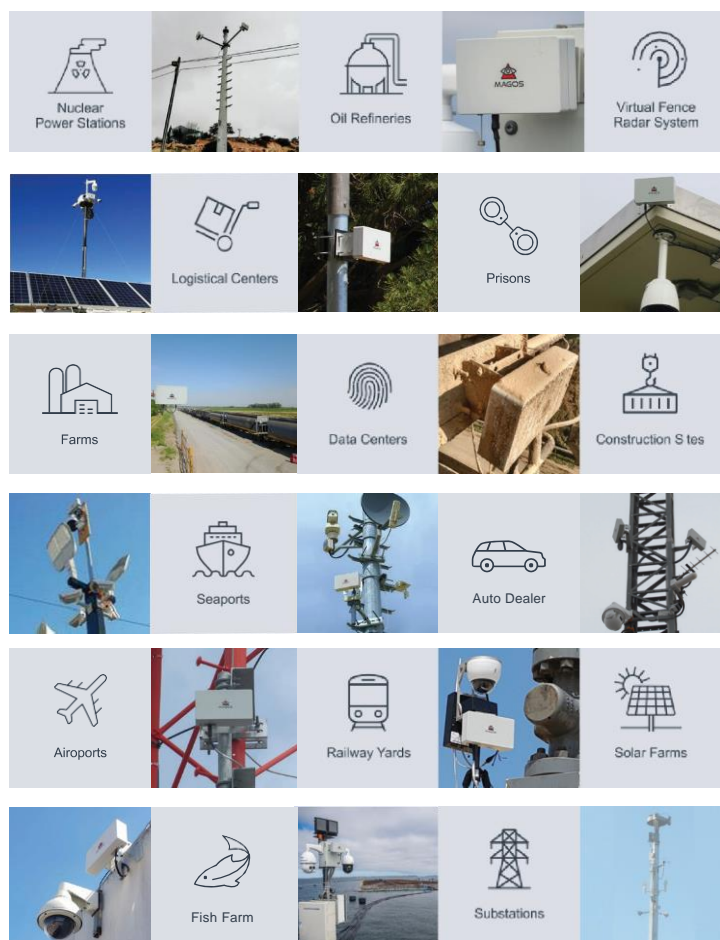 Nuclear
Power Stations
Oil Refineries
MAGOS
Virtual Fence
Radar System
Logistical Centers
Prisons
Farms
Data Centers
Construction S tes
Seaports
Auto Dealer
Airoports
Railway Yards
Solar Farms
Fish Farm
Substations